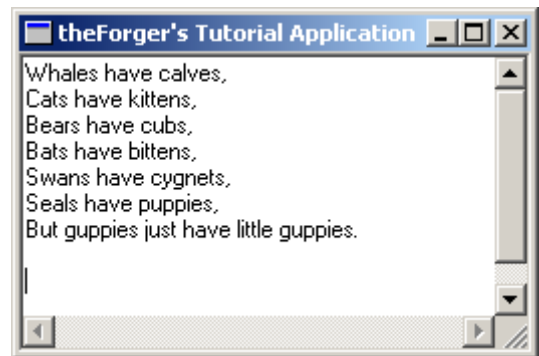 theForger's Tutorial Application
Whales have calves,
Cats have kittens,
Bears have cubs,
Bats have bittens,
Swans have cygnets,
Seals have puppies,
But guppies just have little guppies.